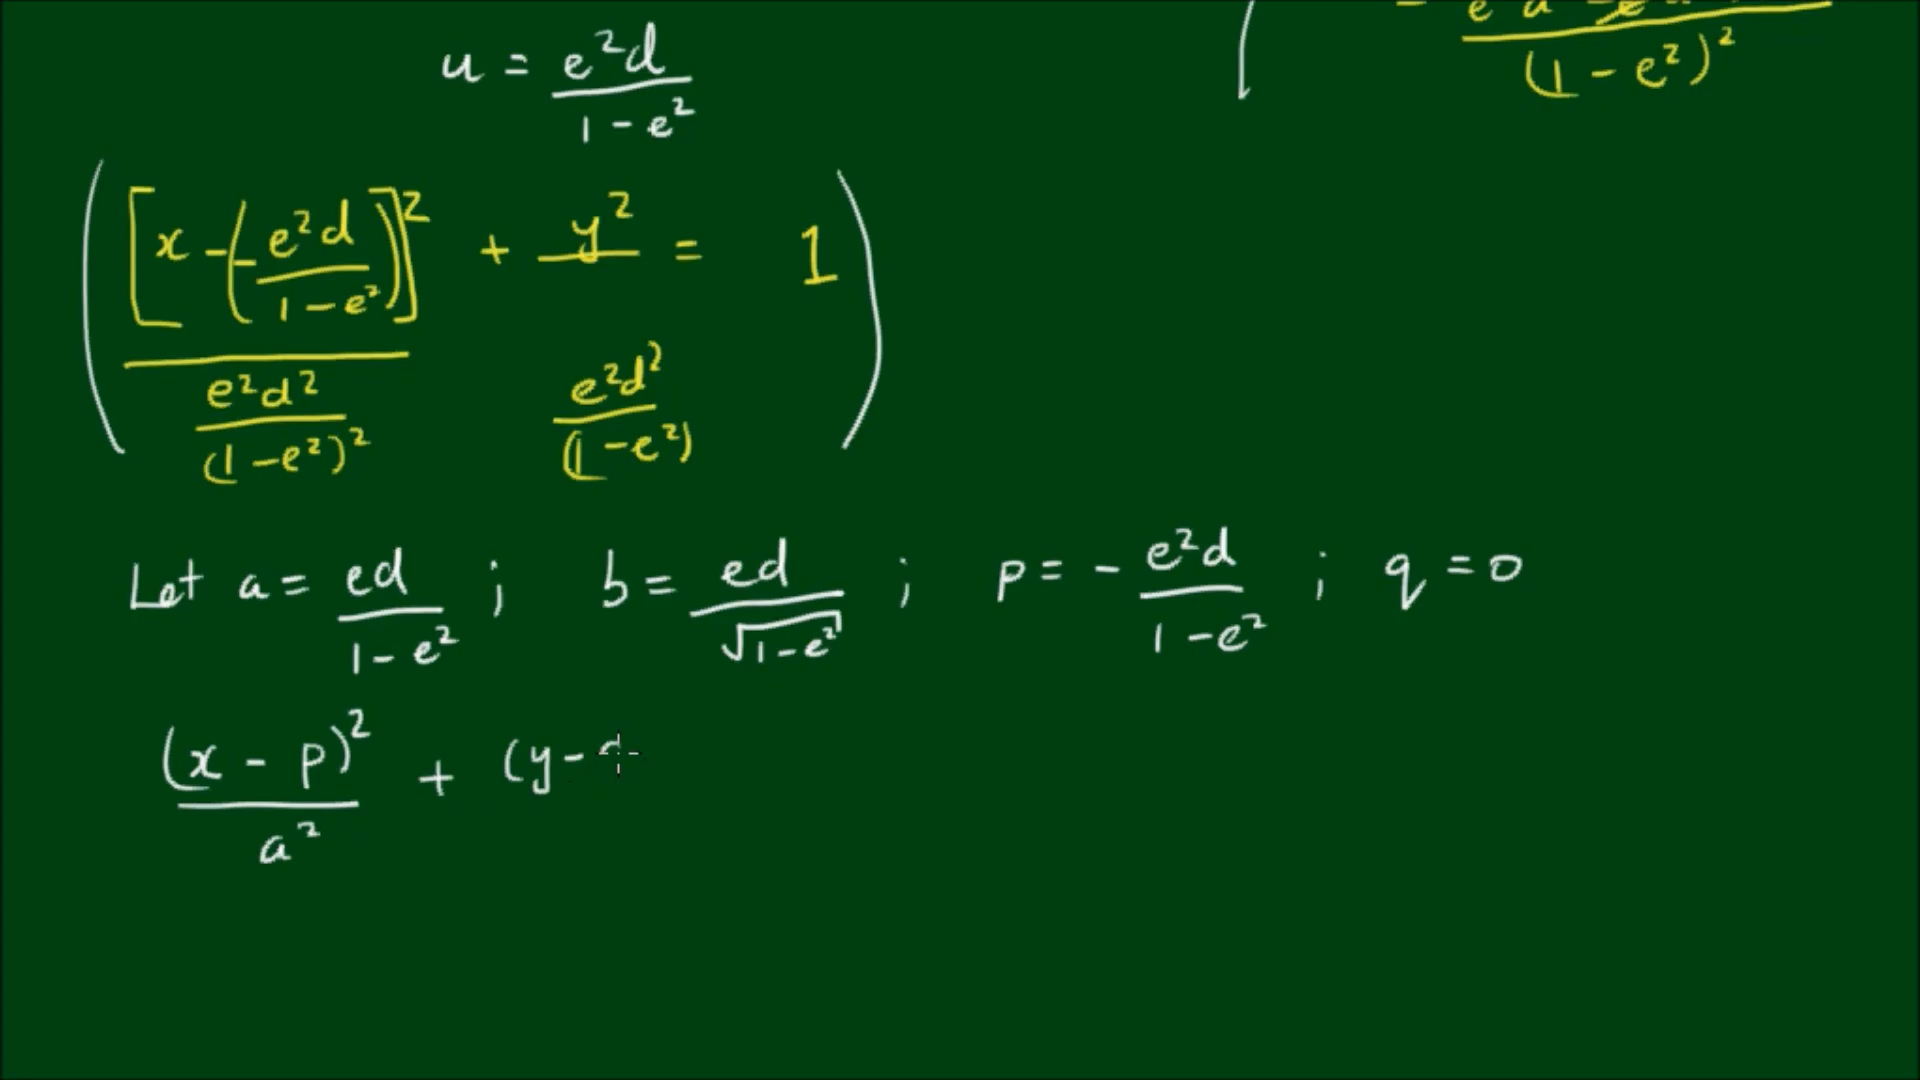 u = e²d / 1 - e²
(1 - e²)²
( [x - (- e²d / 1 - e²)]² / e²d² / (1 - e²)² + y² / e²d² / (1 - e²) = 1 )
Let a = ed / 1 - e² ; b = ed / √1 - e² ; p = - e²d / 1 - e² ; q = 0
(x - p)² / a² + (y -